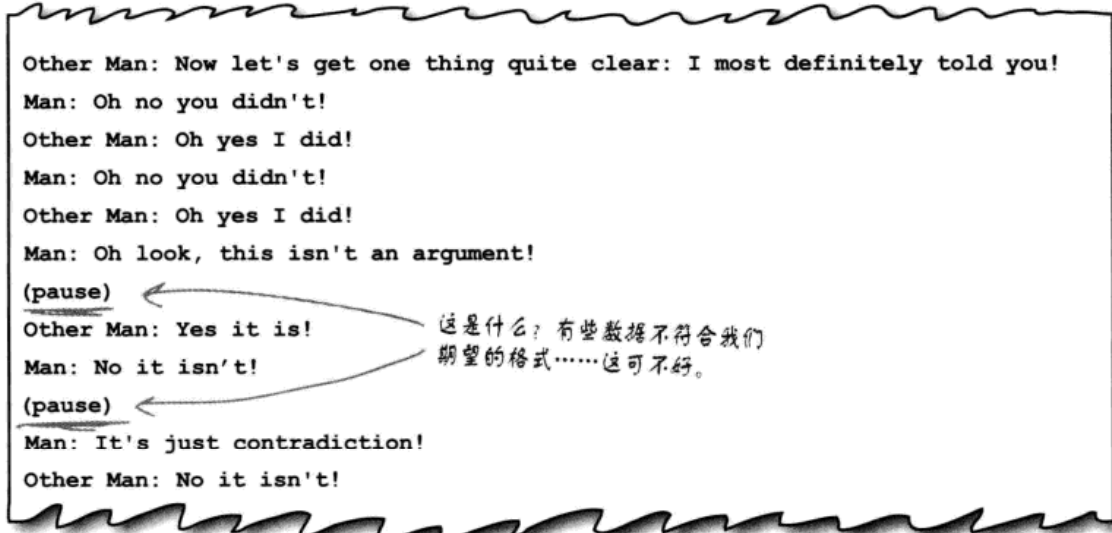 Other Man: Now let's get one thing quite clear: I most definitely told you!
Man: Oh no you didn't!
Other Man: Oh yes I did!
Man: Oh no you didn't!
Other Man: Oh yes I did!
Man: Oh look, this isn't an argument!
(pause)
Other Man: Yes it is!
Man: No it isn’t!
(pause)
Man: It's just contradiction!
Other Man: No it isn't!
这是什么？有些数据不符合我们
期望的格式……这可不好。